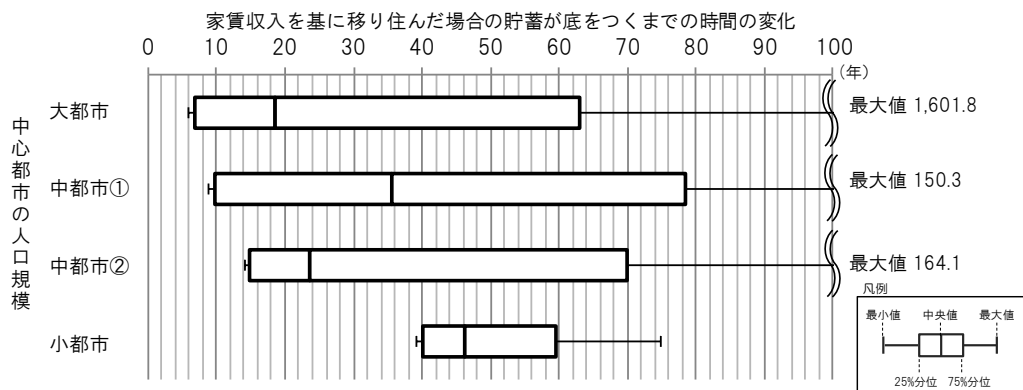 家賃収入を基に移り住んだ場合の貯蓄が底をつくまでの時間の変化
0 10 20 30 40 50 60 70 80 90 100
(年)
中心都市の人口規模
大都市
最大値 1,601.8
中都市①
最大値 150.3
中都市②
最大値 164.1
小都市
凡例
最小値 中央値 最大値
25%分位 75%分位